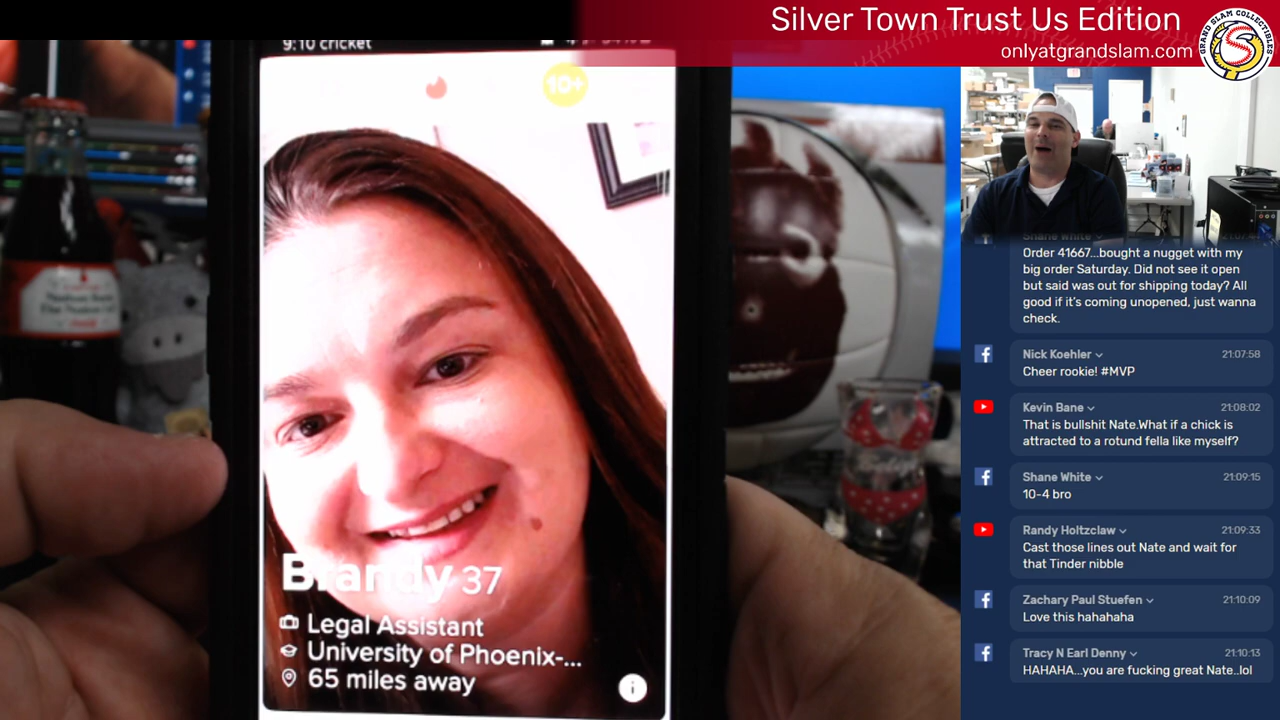 Silver Town Trust Us Edition
onlyatgrandslam.com
GRAND SLAM COLLECTIBLES
9:10 cricket
10+
Brandy 37
Legal Assistant
University of Phoenix-...
65 miles away
Shane White
Order 41667...bought a nugget with my
big order Saturday. Did not see it open
but said was out for shipping today? All
good if it's coming unopened, just wanna
check.
Nick Koehler 21:07:58
Cheer rookie! #MVP
Kevin Bane 21:08:02
That is bullshit Nate.What if a chick is
attracted to a rotund fella like myself?
Shane White 21:09:15
10-4 bro
Randy Holtzclaw 21:09:33
Cast those lines out Nate and wait for
that Tinder nibble
Zachary Paul Stuefen 21:10:09
Love this hahahaha
Tracy N Earl Denny 21:10:13
HAHAHA...you are fucking great Nate..lol